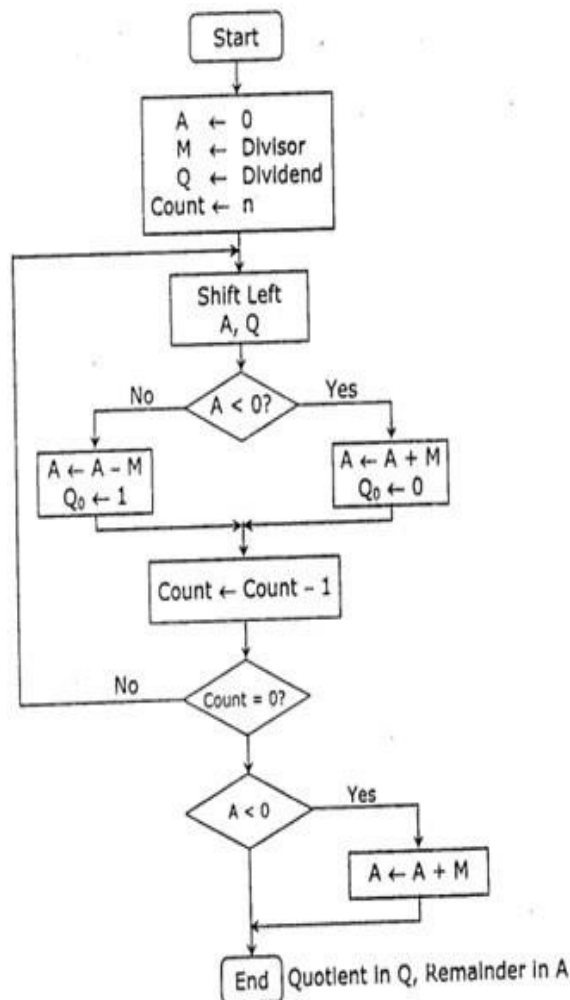 Start
A ← 0
M ← Divisor
Q ← Dividend
Count ← n
Shift Left
A, Q
No
A < 0?
Yes
A ← A – M
Q₀ ← 1
A ← A + M
Q₀ ← 0
Count ← Count – 1
No
Count = 0?
A < 0
Yes
A ← A + M
End
Quotient in Q, Remainder in A